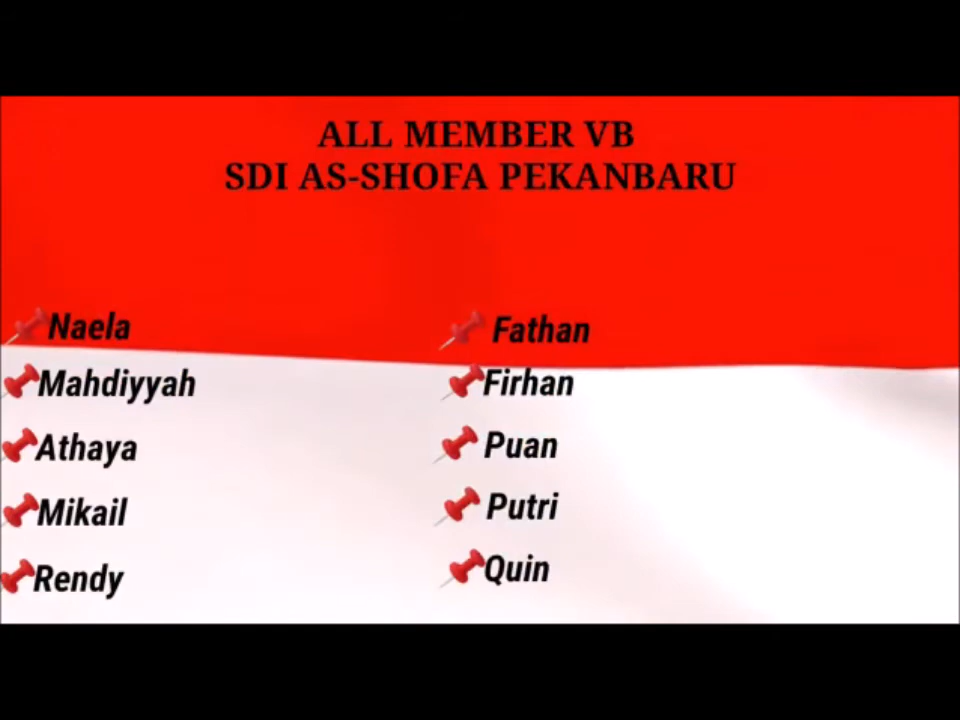 ALL MEMBER VB
SDI AS-SHOFA PEKANBARU
Naela
Mahdiyyah
Athaya
Mikail
Rendy
Fathan
Firhan
Puan
Putri
Quin